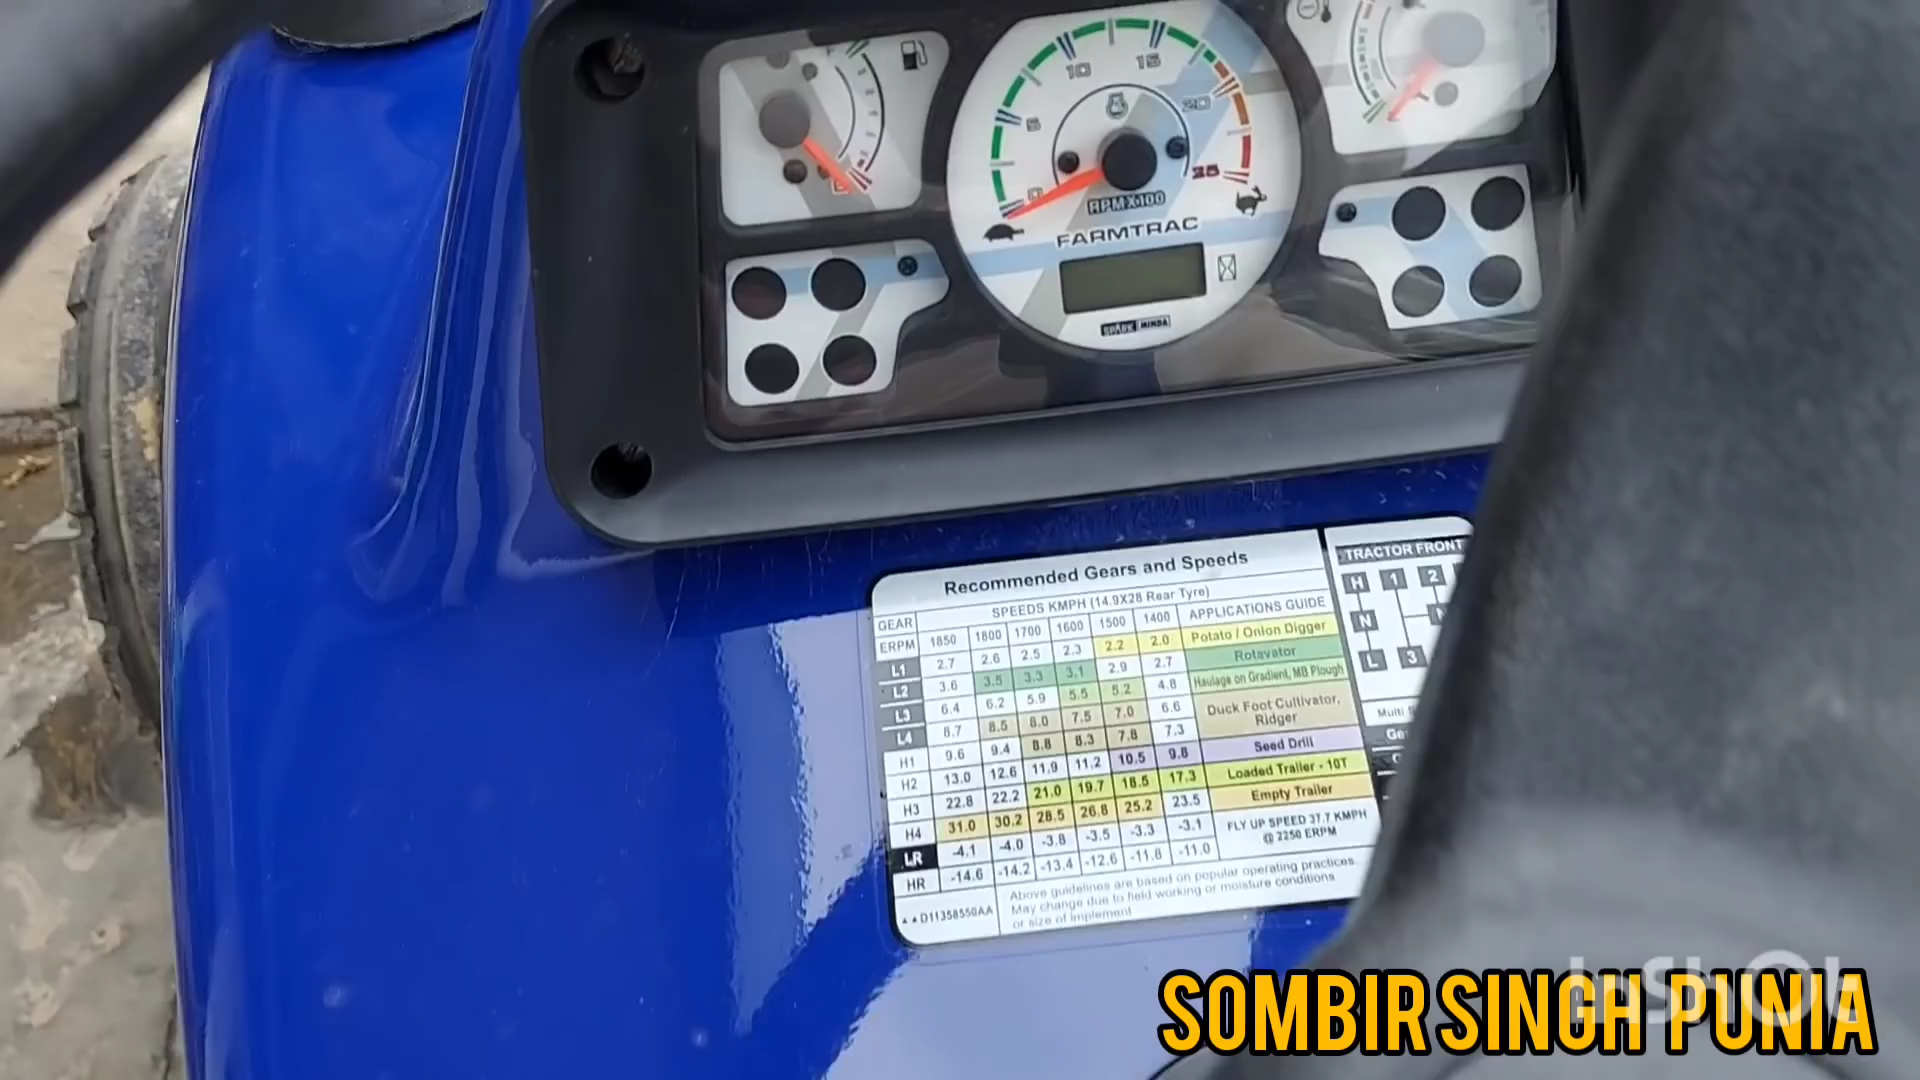 10
15
5
20
0
25
RPMX100
FARMTRAC
SPARK MINDA
Recommended Gears and Speeds
GEAR SPEEDS KMPH (14.9X28 Rear Tyre)
ERPM 1850 1800 1700 1600 1500 1400 APPLICATIONS GUIDE
L1 2.7 2.6 2.5 2.3 2.2 2.0 Potato / Onion Digger
L2 3.6 3.5 3.3 3.1 2.9 2.7 Rotavator
L3 6.4 6.2 5.9 5.5 5.2 4.8 Haulage on Gradient, MB Plough
L4 8.7 8.5 8.0 7.5 7.0 6.6 Duck Foot Cultivator,
Ridger
H1 9.6 9.4 8.8 8.3 7.8 7.3
H2 13.0 12.6 11.9 11.2 10.5 9.8 Seed Drill
H3 22.8 22.2 21.0 19.7 18.5 17.3 Loaded Trailer - 10T
H4 31.0 30.2 28.5 26.8 25.2 23.5 Empty Trailer
LR -4.1 -4.0 -3.8 -3.5 -3.3 -3.1 FLY UP SPEED 37.7 KMPH
@ 2250 ERPM
HR -14.6 -14.2 -13.4 -12.6 -11.8 -11.0
▲▲D11358550AA
Above guidelines are based on popular operating practices.
May change due to field working or moisture conditions
or size of implement
TRACTOR FRONT
H 1 2
N N
L 3
Multi
InShOt
SOMBIR SINGH PUNIA